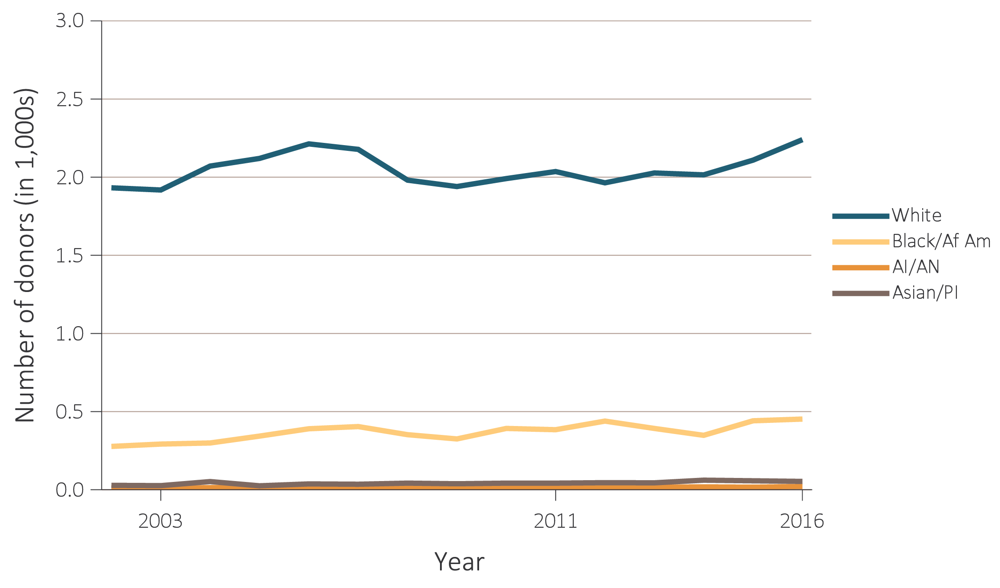 3.0
2.5
2.0
1.5
1.0
0.5
0.0
Number of donors (in 1,000s)
2003
2011
2016
Year
White
Black/Af Am
AI/AN
Asian/PI